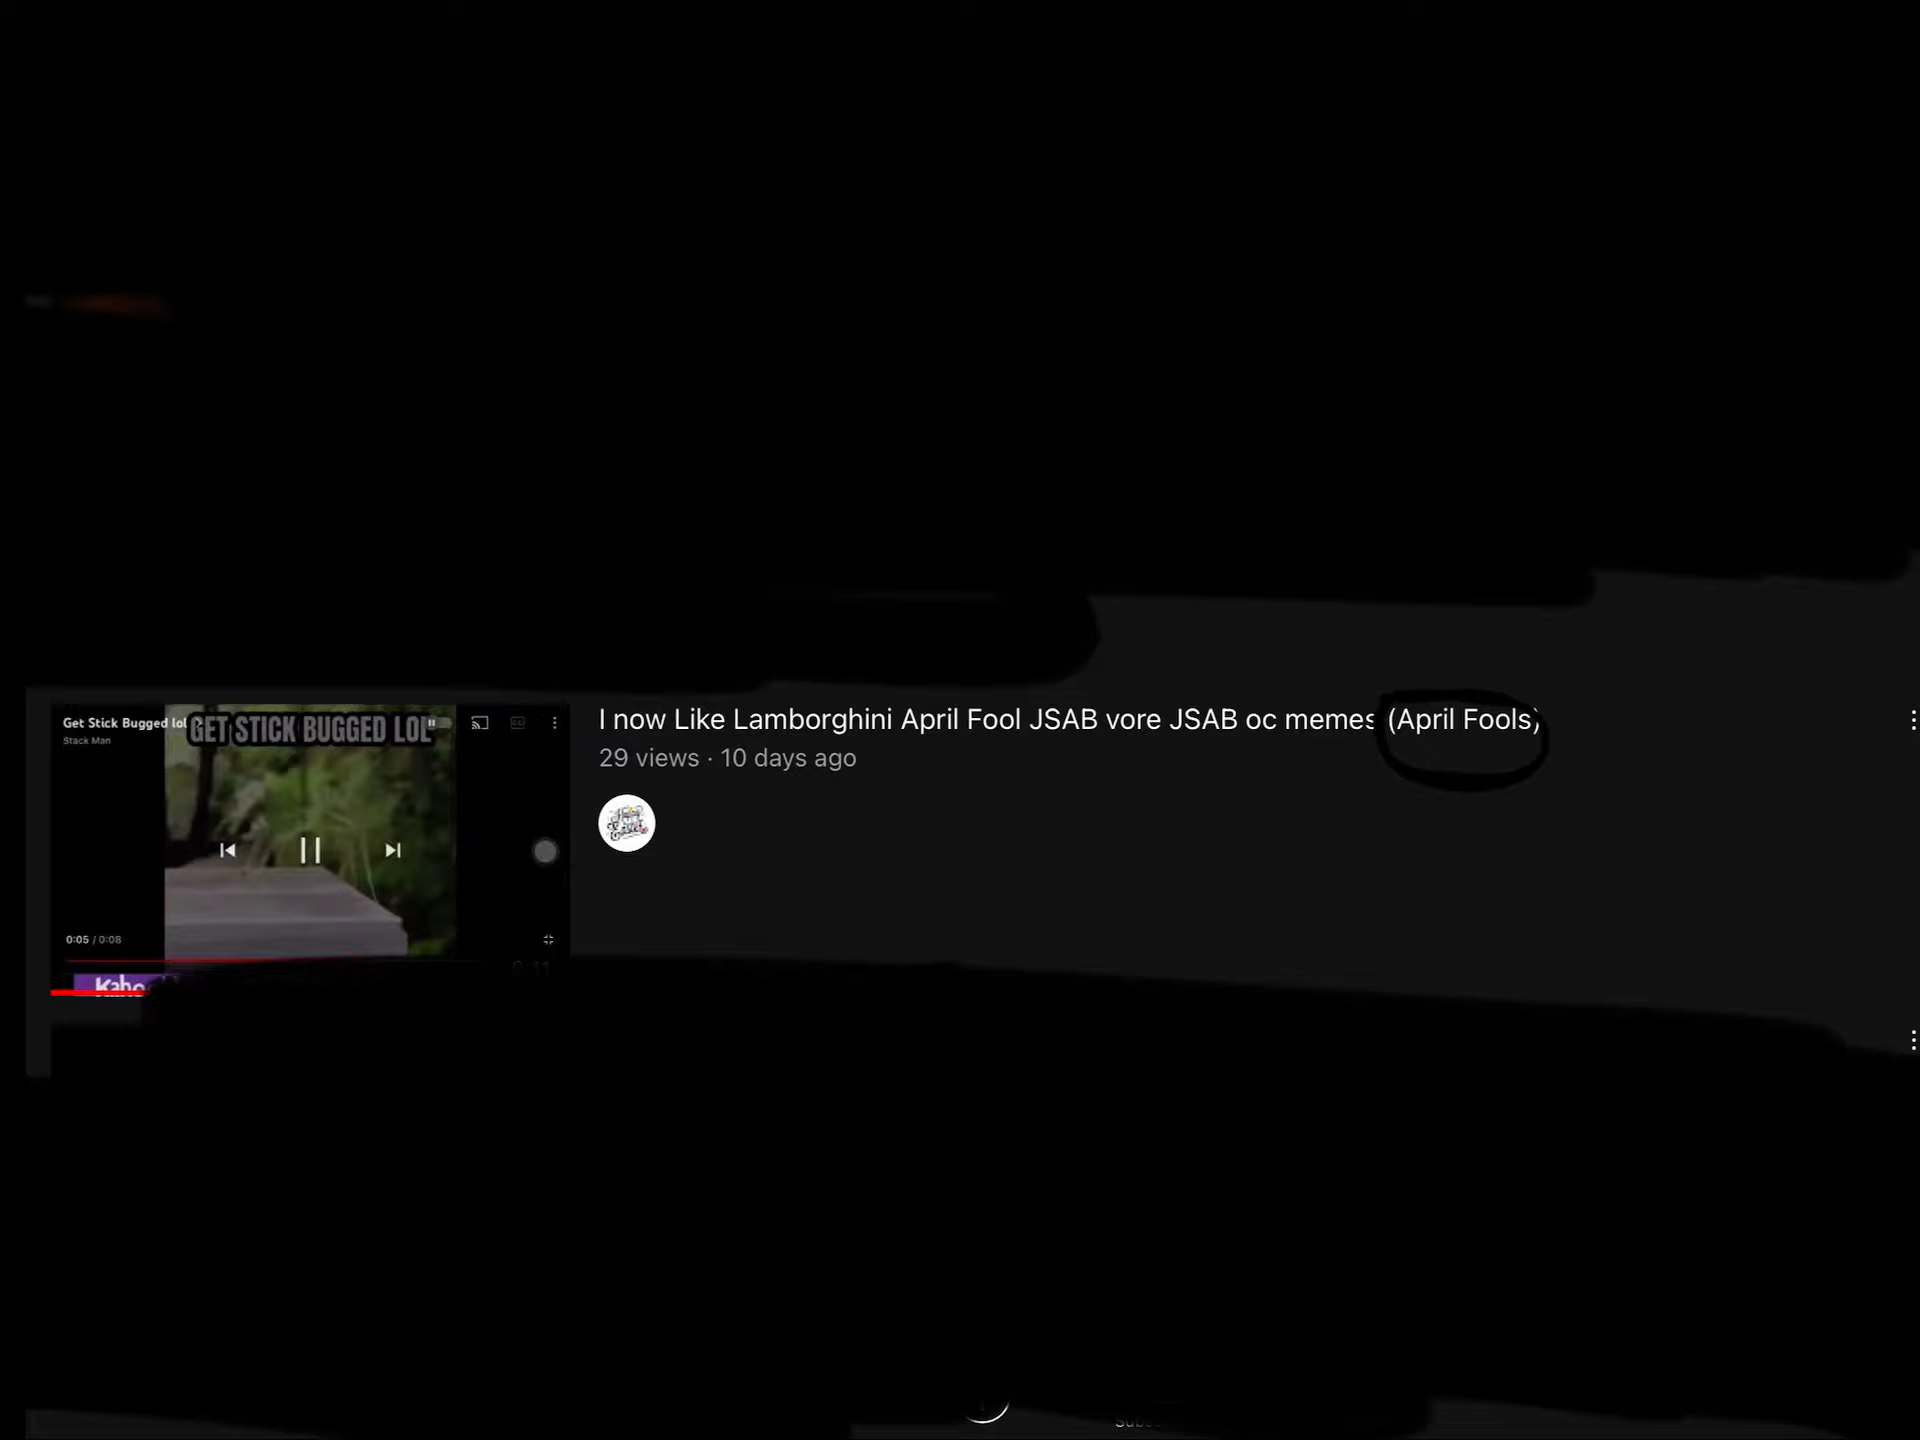 Get Stick Bugged lol
Stack Man
GET STICK BUGGED LOL
I now Like Lamborghini April Fool JSAB vore JSAB oc memes (April Fools)
29 views · 10 days ago
0:05 / 0:08